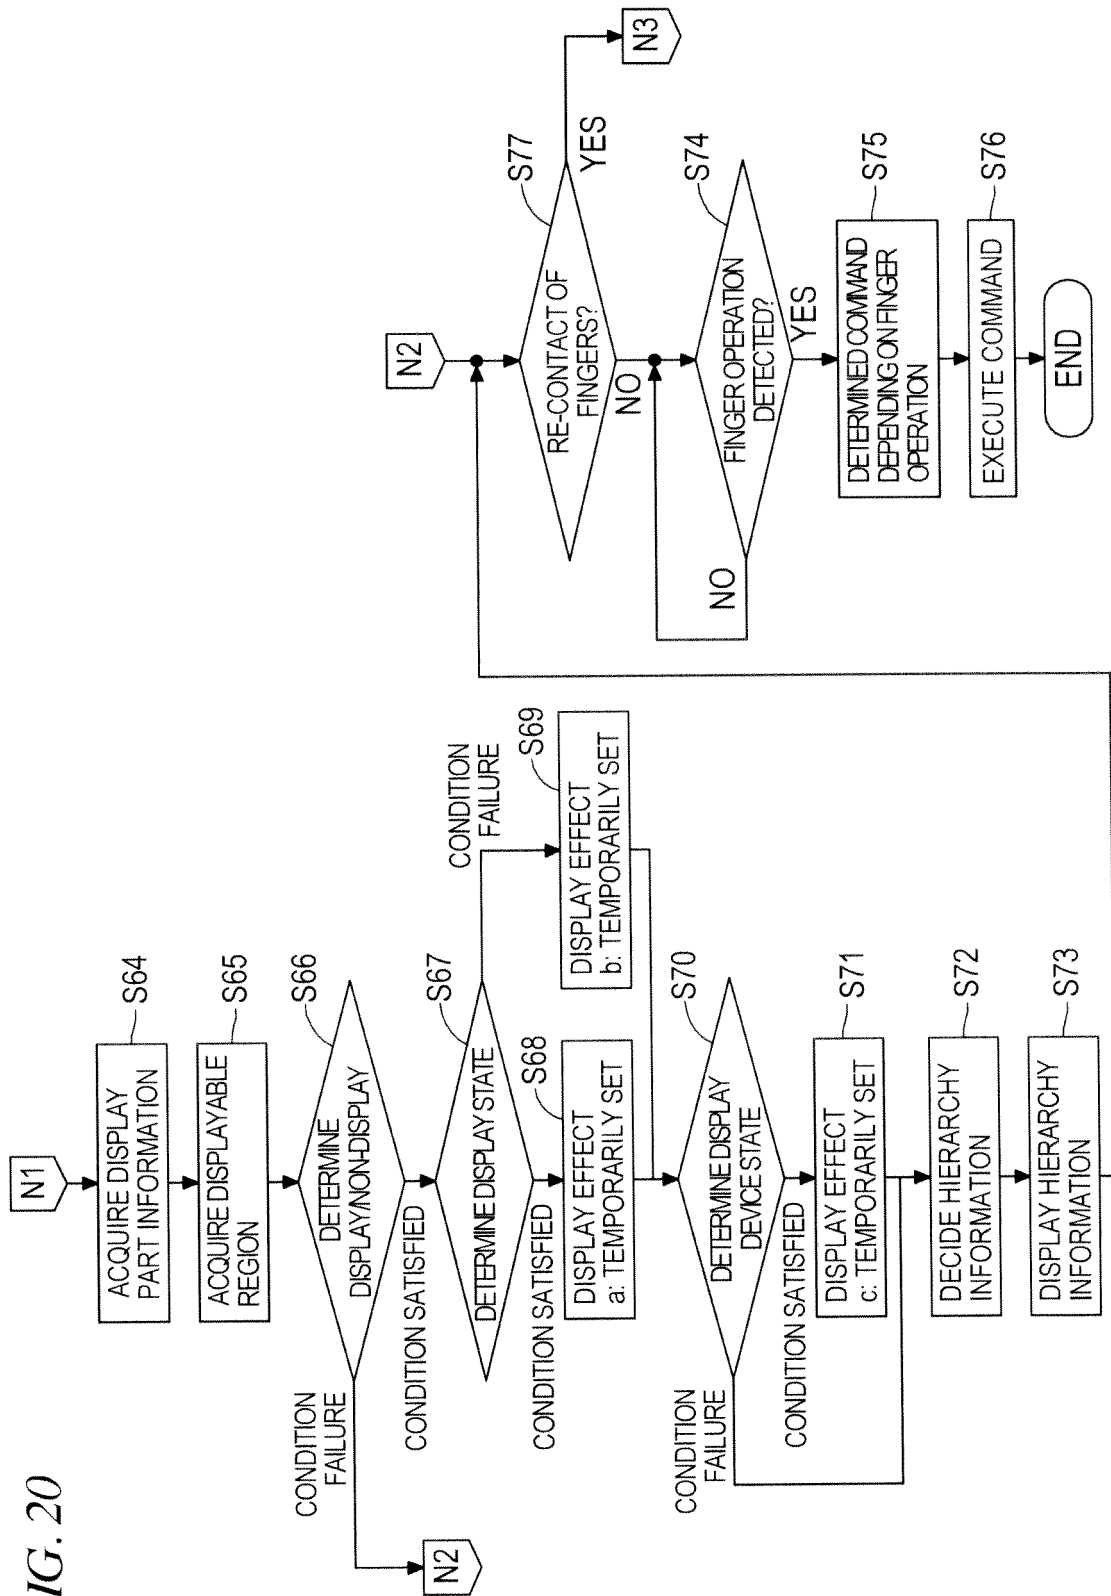 IG. 20
N1
ACQUIRE DISPLAY
PART INFORMATION
S64
ACQUIRE DISPLAYABLE
REGION
S65
DETERMINE
DISPLAY/NON-DISPLAY
S66
CONDITION
FAILURE
N2
CONDITION SATISFIED
DETERMINE DISPLAY STATE
S67
CONDITION
FAILURE
CONDITION SATISFIED
DISPLAY EFFECT
a: TEMPORARILY SET
S68
DISPLAY EFFECT
b: TEMPORARILY SET
S69
DETERMINE DISPLAY
DEVICE STATE
S70
CONDITION
FAILURE
CONDITION SATISFIED
DISPLAY EFFECT
c: TEMPORARILY SET
S71
DECIDE HIERARCHY
INFORMATION
S72
DISPLAY HIERARCHY
INFORMATION
S73
N2
RE-CONTACT OF
FINGERS?
S77
YES
N3
NO
FINGER OPERATION
DETECTED?
S74
NO
YES
DETERMINED COMMAND
DEPENDING ON FINGER
OPERATION
S75
EXECUTE COMMAND
S76
END